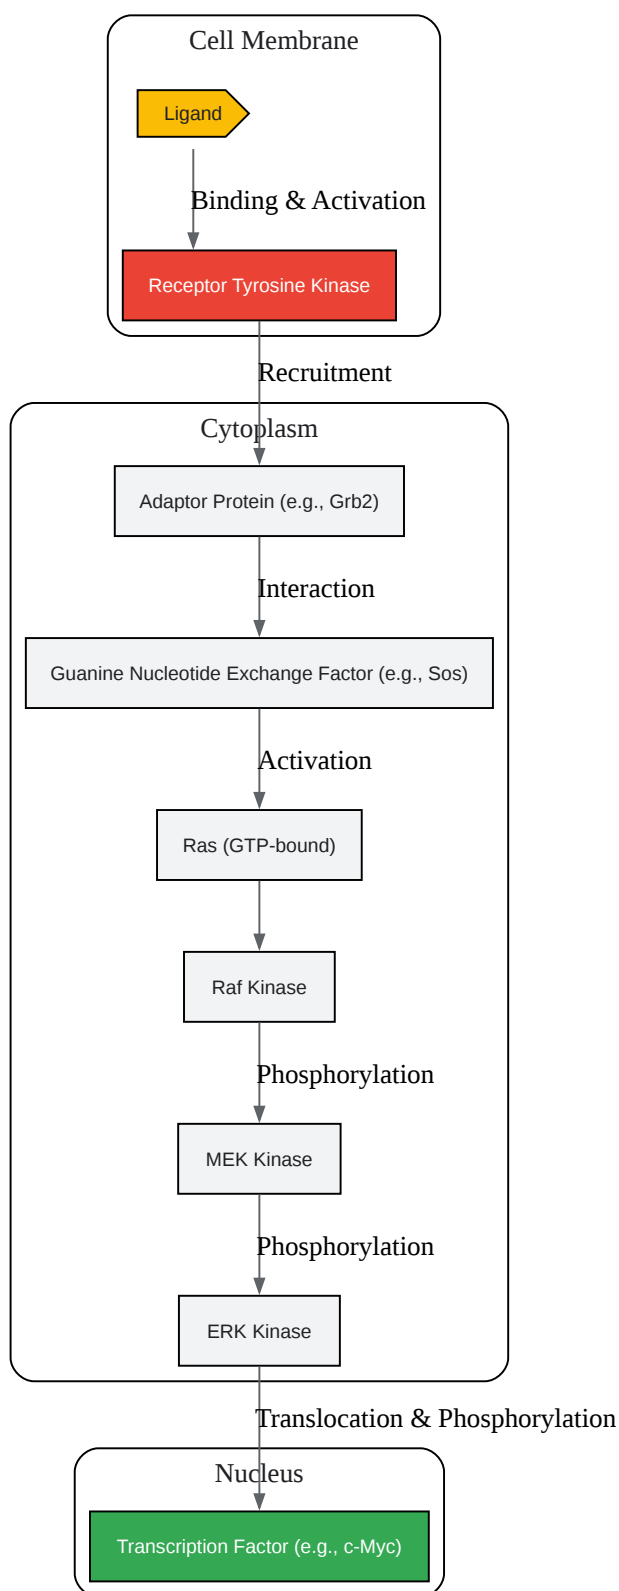 Cell Membrane
Ligand
Binding & Activation
Receptor Tyrosine Kinase
Recruitment
Cytoplasm
Adaptor Protein (e.g., Grb2)
Interaction
Guanine Nucleotide Exchange Factor (e.g., Sos)
Activation
Ras (GTP-bound)
Raf Kinase
Phosphorylation
MEK Kinase
Phosphorylation
ERK Kinase
Translocation & Phosphorylation
Nucleus
Transcription Factor (e.g., c-Myc)